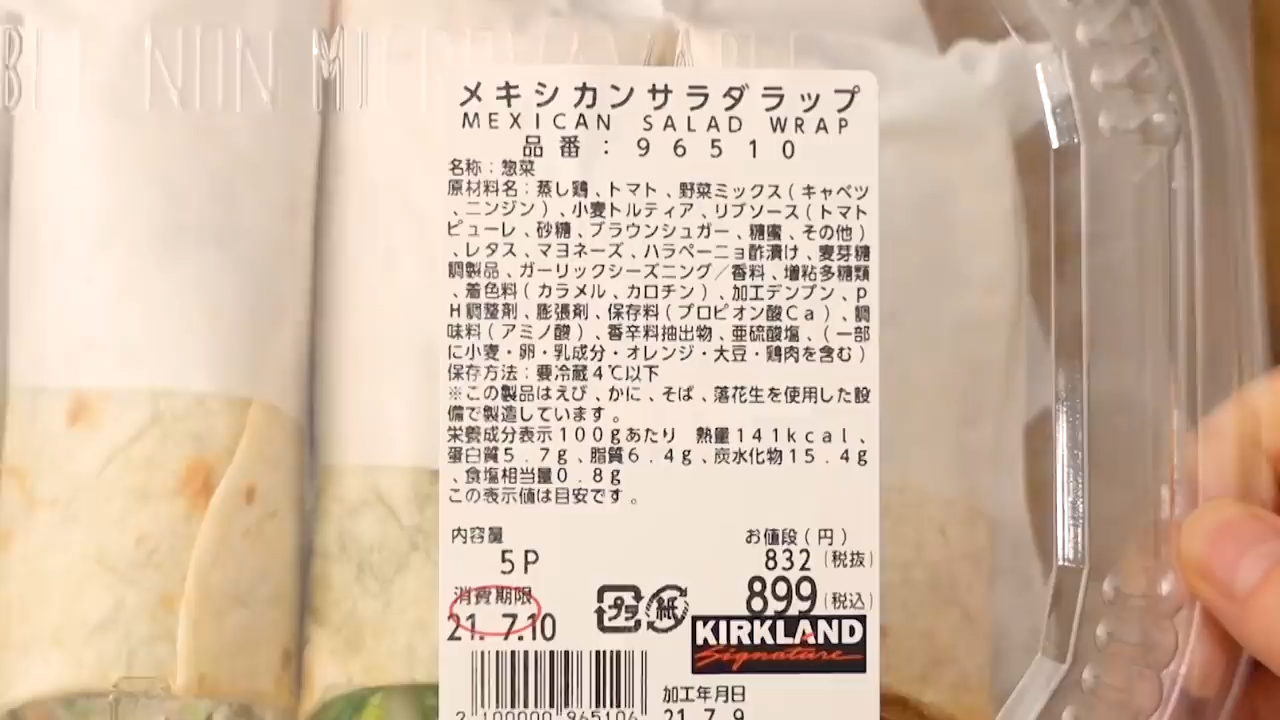 NON MICROWAVABLE
メキシカンサラダラップ
MEXICAN SALAD WRAP
品番:96510
名称:惣菜
原材料名:蒸し鶏、トマト、野菜ミックス(キャベツ
、ニンジン)、小麦トルティア、リブソース(トマト
ピューレ、砂糖、ブラウンシュガー、糖蜜、その他)
、レタス、マヨネーズ、ハラペーニョ酢漬け、麦芽糖
調製品、ガーリックシーズニング/香料、増粘多糖類
、着色料(カラメル、カロチン)、加工デンプン、p
H調整剤、膨張剤、保存料(プロピオン酸Ca)、調
味料(アミノ酸)、香辛料抽出物、亜硫酸塩、(一部
に小麦・卵・乳成分・オレンジ・大豆・鶏肉を含む)
保存方法:要冷蔵4℃以下
※この製品はえび、かに、そば、落花生を使用した設
備で製造しています。
栄養成分表示100gあたり 熱量141kcal、
蛋白質5.7g、脂質6.4g、炭水化物15.4g
、食塩相当量0.8g
この表示値は目安です。
内容量
5P
お値段(円)
832(税抜)
899(税込)
消費期限
21. 7.10
プラ
紙
KIRKLAND
Signature
加工年月日
21. 7. 9
2 100000 965106